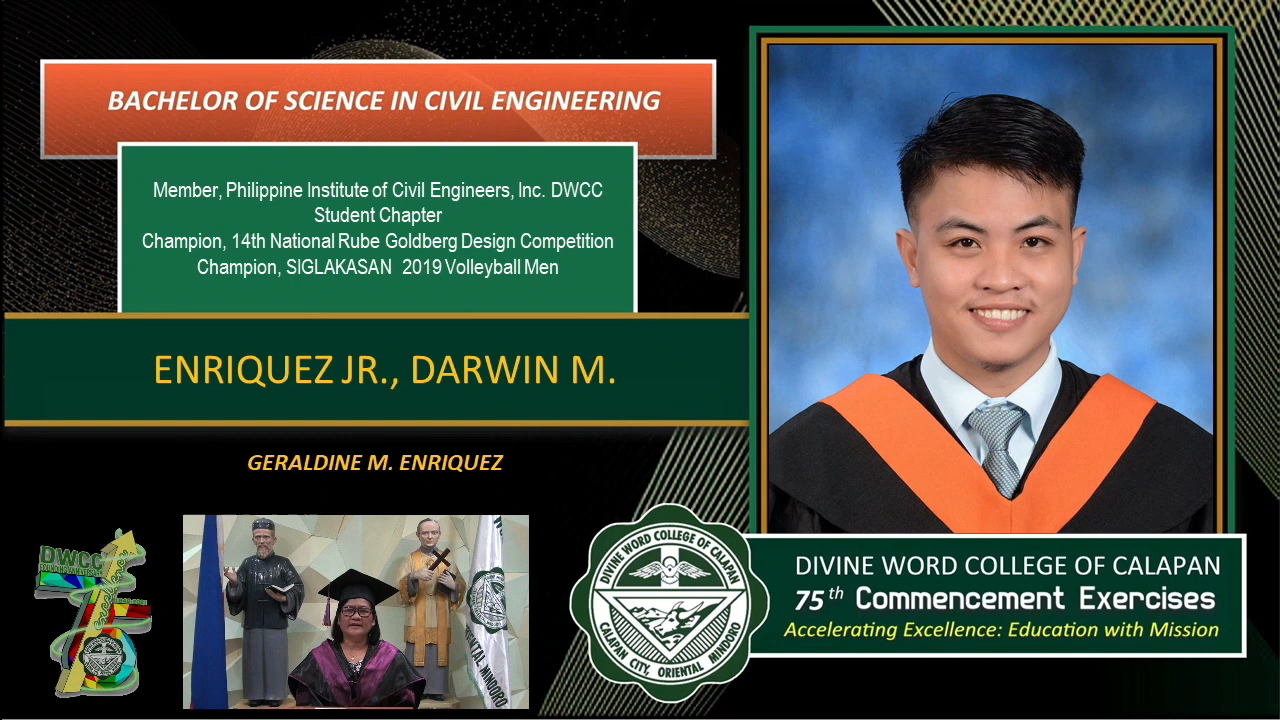 BACHELOR OF SCIENCE IN CIVIL ENGINEERING
Member, Philippine Institute of Civil Engineers, Inc. DWCC
Student Chapter
Champion, 14th National Rube Goldberg Design Competition
Champion, SIGLAKASAN 2019 Volleyball Men
ENRIQUEZ JR., DARWIN M.
GERALDINE M. ENRIQUEZ
DWCC
DIVINE WORD COLLEGE OF CALAPAN
CALAPAN CITY, ORIENTAL MINDORO
DIVINE WORD COLLEGE OF CALAPAN
75th Commencement Exercises
Accelerating Excellence: Education with Mission